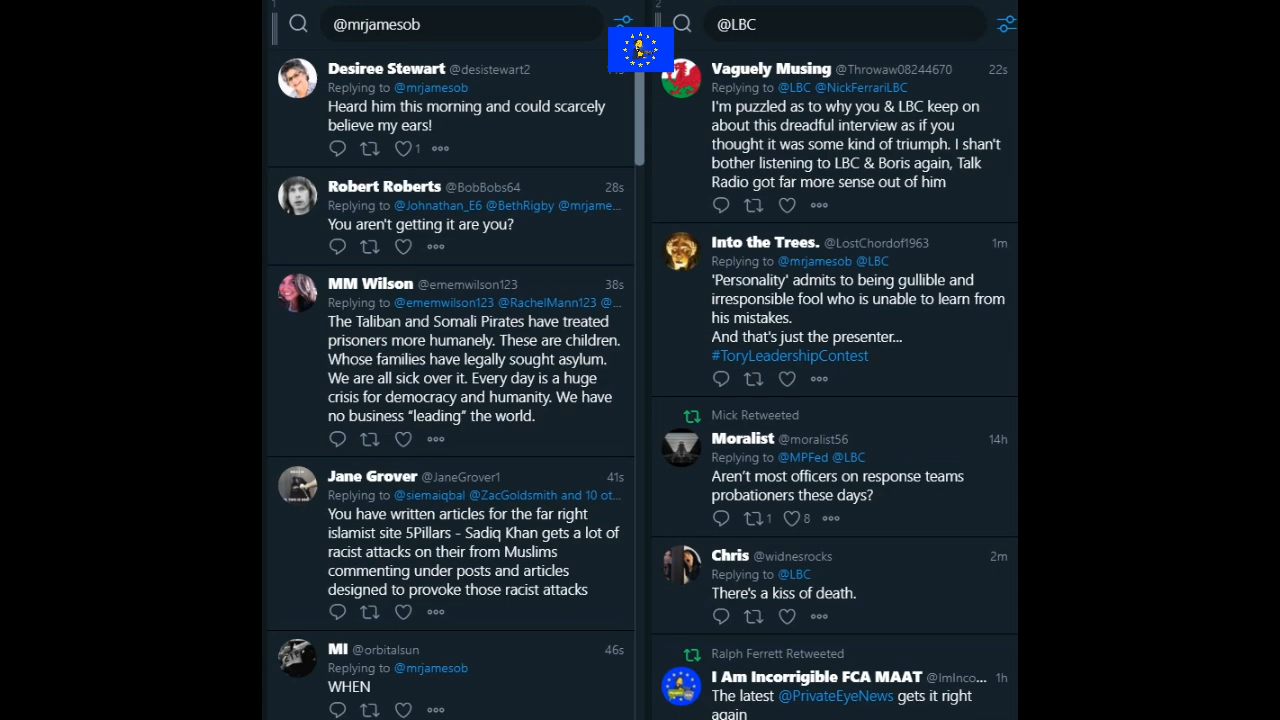 1
@mrjamesob
Desiree Stewart @desistewart2
Replying to @mrjamesob
Heard him this morning and could scarcely
believe my ears!
1
Robert Roberts @BobBobs64 28s
Replying to @Johnathan_E6 @BethRigby @mrjame...
You aren't getting it are you?
MM Wilson @ememwilson123 38s
Replying to @ememwilson123 @RachelMann123 @...
The Taliban and Somali Pirates have treated
prisoners more humanely. These are children.
Whose families have legally sought asylum.
We are all sick over it. Every day is a huge
crisis for democracy and humanity. We have
no business “leading” the world.
Jane Grover @JaneGrover1 41s
Replying to @siemaiqbal @ZacGoldsmith and 10 ot...
You have written articles for the far right
islamist site 5Pillars - Sadiq Khan gets a lot of
racist attacks on their from Muslims
commenting under posts and articles
designed to provoke those racist attacks
MI @orbitalsun 46s
Replying to @mrjamesob
WHEN
2
@LBC
Vaguely Musing @Throwaw08244670 22s
Replying to @LBC @NickFerrariLBC
I'm puzzled as to why you & LBC keep on
about this dreadful interview as if you
thought it was some kind of triumph. I shan't
bother listening to LBC & Boris again, Talk
Radio got far more sense out of him
Into the Trees. @LostChordof1963 1m
Replying to @mrjamesob @LBC
'Personality' admits to being gullible and
irresponsible fool who is unable to learn from
his mistakes.
And that's just the presenter...
#ToryLeadershipContest
Mick Retweeted
Moralist @moralist56 14h
Replying to @MPFed @LBC
Aren’t most officers on response teams
probationers these days?
1 8
Chris @widnesrocks 2m
Replying to @LBC
There's a kiss of death.
Ralph Ferrett Retweeted
I Am Incorrigible FCA MAAT @ImInco... 1h
The latest @PrivateEyeNews gets it right
again